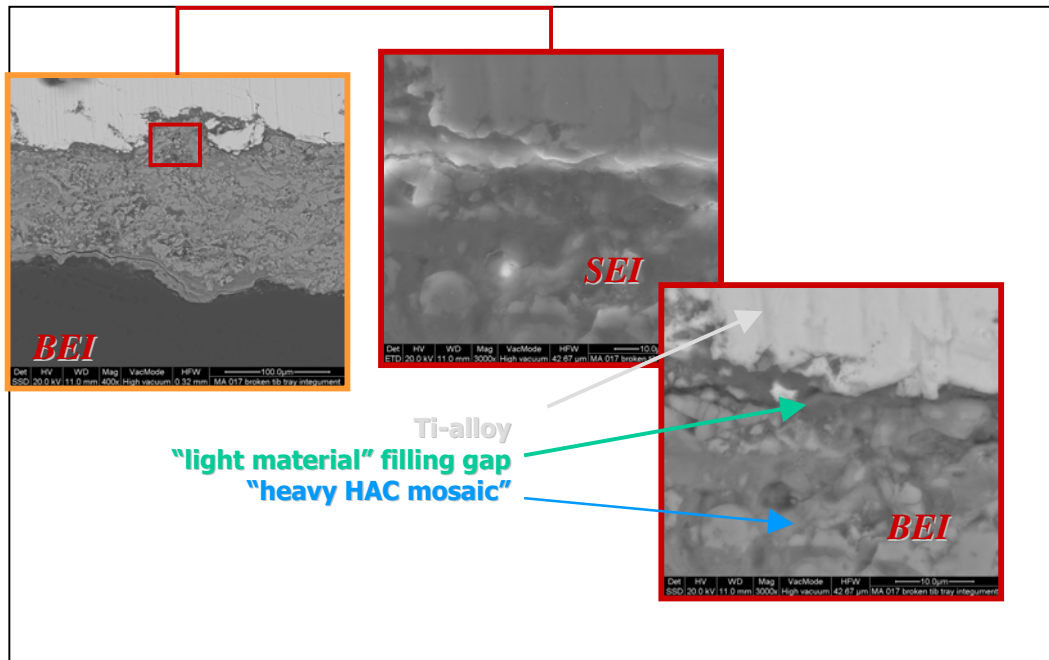 BEI
Det HV WD Mag VacMode HFW 100.0µm
SSD 20.0 kV 11.0 mm 400x High vacuum 0.32 mm MA 017 broken tib tray integument
SEI
Det HV WD Mag VacMode HFW 10.0µ
ETD 20.0 kV 11.0 mm 3000x High vacuum 42.67 µm MA 017 broken tib tra
Ti-alloy
“light material” filling gap
“heavy HAC mosaic”
BEI
Det HV WD Mag VacMode HFW 10.0µm
SSD 20.0 kV 11.0 mm 3000x High vacuum 42.67 µm MA 017 broken tib tray integument